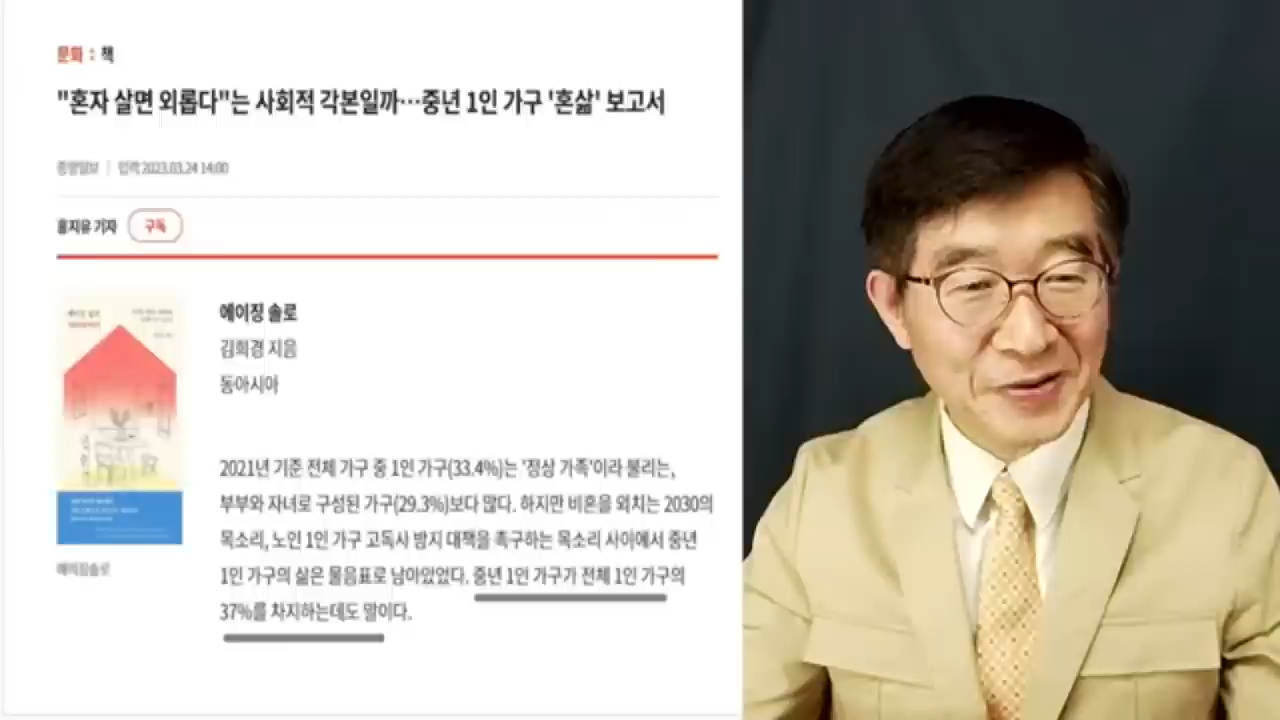 문화 : 책
"혼자 살면 외롭다"는 사회적 각본일까…중년 1인 가구 '혼삶' 보고서
중앙일보 | 입력 2023.03.24 14:00
홍지유 기자 구독
에이징 솔로
김희경 지음
동아시아
2021년 기준 전체 가구 중 1인 가구(33.4%)는 '정상 가족'이라 불리는,
부부와 자녀로 구성된 가구(29.3%)보다 많다. 하지만 비혼을 외치는 2030의
목소리, 노인 1인 가구 고독사 방지 대책을 촉구하는 목소리 사이에서 중년
1인 가구의 삶은 물음표로 남아있었다. 중년 1인 가구가 전체 1인 가구의
37%를 차지하는데도 말이다.
에이징솔로